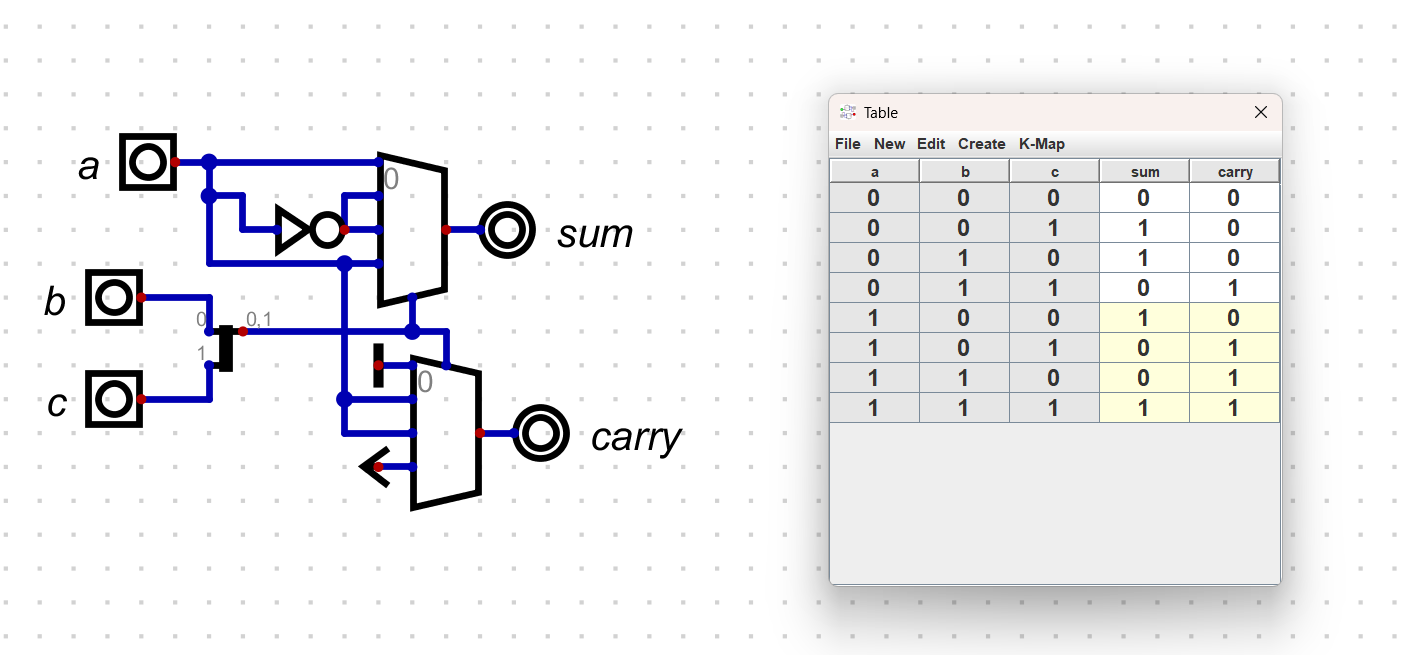 a
0
sum
b
0
0,1
1
0
c
carry
Table
File New Edit Create K-Map
a b c sum carry
0 0 0 0 0
0 0 1 1 0
0 1 0 1 0
0 1 1 0 1
1 0 0 1 0
1 0 1 0 1
1 1 0 0 1
1 1 1 1 1